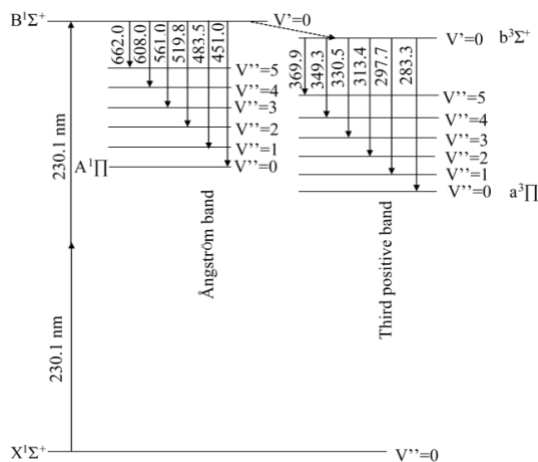 B¹Σ⁺
V'=0
V'=0
b³Σ⁺
662.0
608.0
561.0
519.8
483.5
451.0
369.9
349.3
330.5
313.4
297.7
283.3
V''=5
V''=4
V''=3
V''=2
V''=1
V''=0
A¹∏
V''=5
V''=4
V''=3
V''=2
V''=1
V''=0
a³∏
230.1 nm
Ångström band
Third positive band
230.1 nm
X¹Σ⁺
V''=0